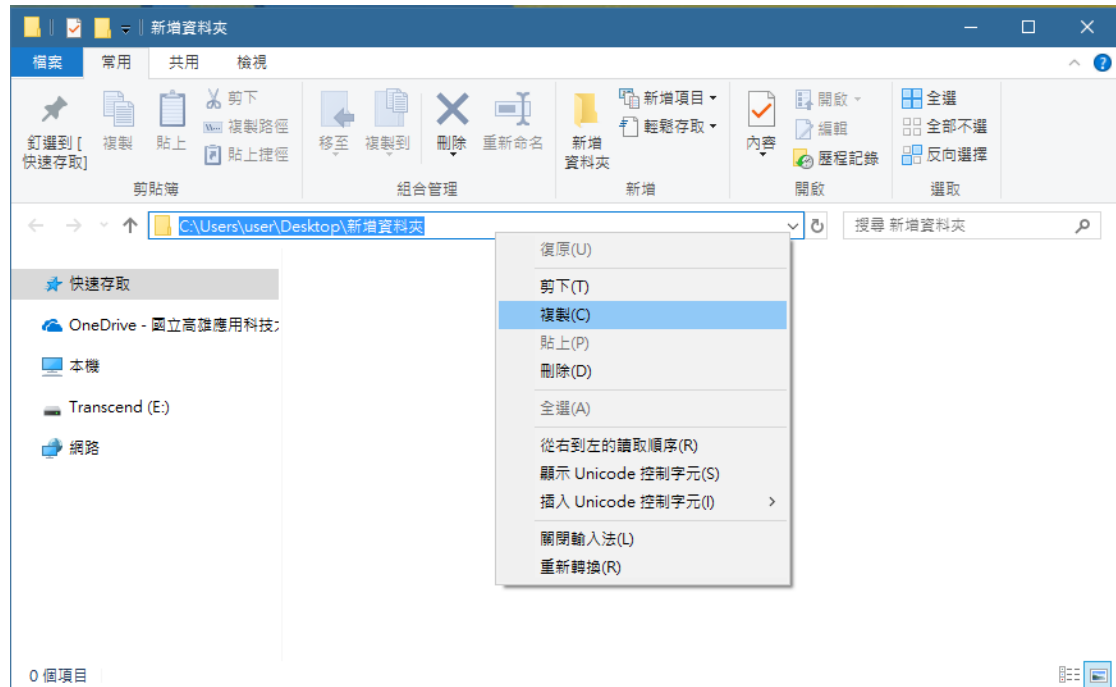 新增資料夾
檔案 常用 共用 檢視
釘選到 [
快速存取]
複製
貼上
剪下
複製路徑
貼上捷徑
剪貼簿
移至
複製到
刪除
重新命名
組合管理
新增
資料夾
新增項目
輕鬆存取
新增
內容
開啟
編輯
歷程記錄
開啟
全選
全部不選
反向選擇
選取
C:\Users\user\Desktop\新增資料夾
搜尋 新增資料夾
快速存取
OneDrive - 國立高雄應用科技
本機
Transcend (E:)
網路
復原(U)
剪下(T)
複製(C)
貼上(P)
刪除(D)
全選(A)
從右到左的讀取順序(R)
顯示 Unicode 控制字元(S)
插入 Unicode 控制字元(I)
關閉輸入法(L)
重新轉換(R)
0 個項目